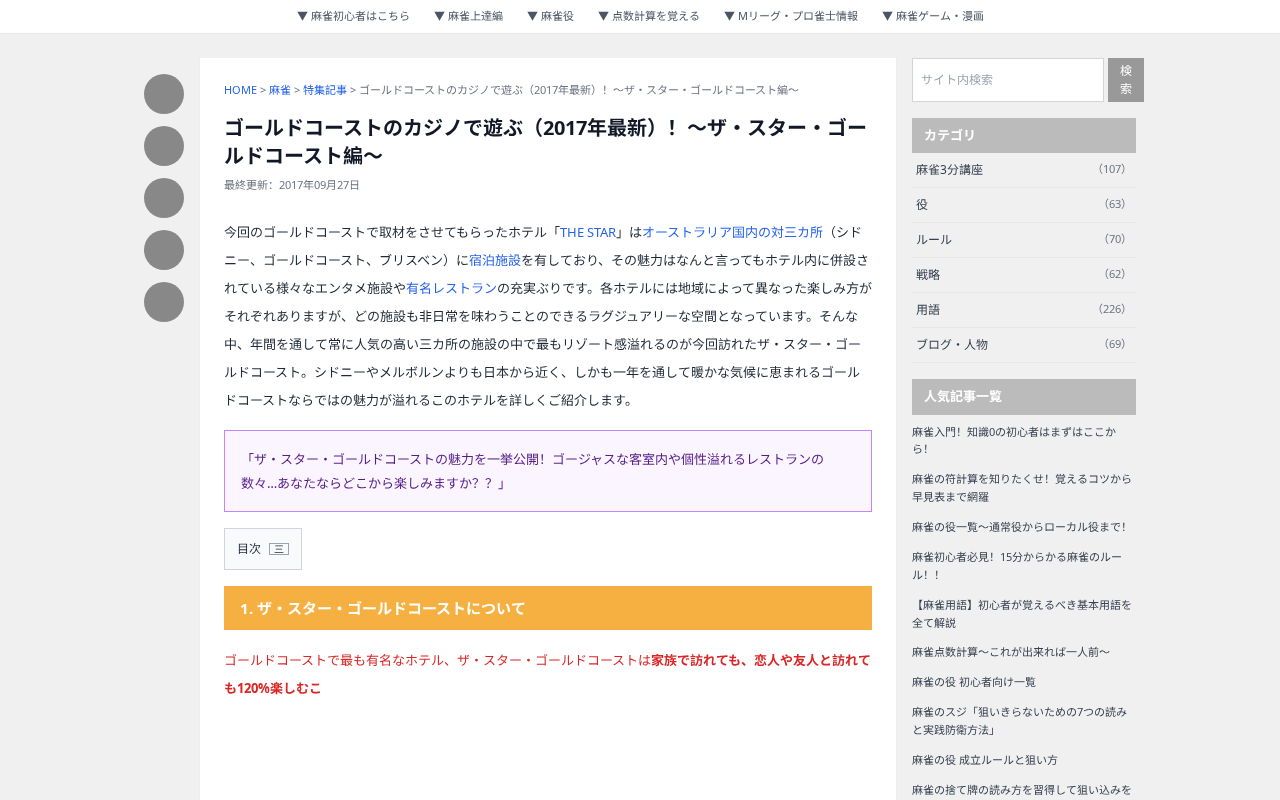 ▼ 麻雀初心者はこちら ▼ 麻雀上達編 ▼ 麻雀役 ▼ 点数計算を覚える ▼ Mリーグ・プロ雀士情報 ▼ 麻雀ゲーム・漫画
HOME > 麻雀 > 特集記事 > ゴールドコーストのカジノで遊ぶ（2017年最新）！～ザ・スター・ゴールドコースト編～
ゴールドコーストのカジノで遊ぶ（2017年最新）！～ザ・スター・ゴー
ルドコースト編～
最終更新：2017年09月27日
今回のゴールドコーストで取材をさせてもらったホテル「THE STAR」はオーストラリア国内の対三カ所（シド
ニー、ゴールドコースト、ブリスベン）に宿泊施設を有しており、その魅力はなんと言ってもホテル内に併設さ
れている様々なエンタメ施設や有名レストランの充実ぶりです。各ホテルには地域によって異なった楽しみ方が
それぞれありますが、どの施設も非日常を味わうことのできるラグジュアリーな空間となっています。そんな
中、年間を通して常に人気の高い三カ所の施設の中で最もリゾート感溢れるのが今回訪れたザ・スター・ゴー
ルドコースト。シドニーやメルボルンよりも日本から近く、しかも一年を通して暖かな気候に恵まれるゴール
ドコーストならではの魅力が溢れるこのホテルを詳しくご紹介します。
「ザ・スター・ゴールドコーストの魅力を一挙公開！ゴージャスな客室内や個性溢れるレストランの
数々...あなたならどこから楽しみますか？？」
目次 三
1. ザ・スター・ゴールドコーストについて
ゴールドコーストで最も有名なホテル、ザ・スター・ゴールドコーストは家族で訪れても、恋人や友人と訪れて
も120%楽しむこ
サイト内検索
検
索
カテゴリ
麻雀3分講座 （107）
役 （63）
ルール （70）
戦略 （62）
用語 （226）
ブログ・人物 （69）
人気記事一覧
麻雀入門！知識0の初心者はまずはここか
ら！
麻雀の符計算を知りたくせ！覚えるコツから
早見表まで網羅
麻雀の役一覧～通常役からローカル役まで！
麻雀初心者必見！15分からかる麻雀のルー
ル！！
【麻雀用語】初心者が覚えるべき基本用語を
全て解説
麻雀点数計算～これが出来れば一人前～
麻雀の役 初心者向け一覧
麻雀のスジ「狙いきらないための7つの読み
と実践防衛方法」
麻雀の役 成立ルールと狙い方
麻雀の捨て牌の読み方を習得して狙い込みを